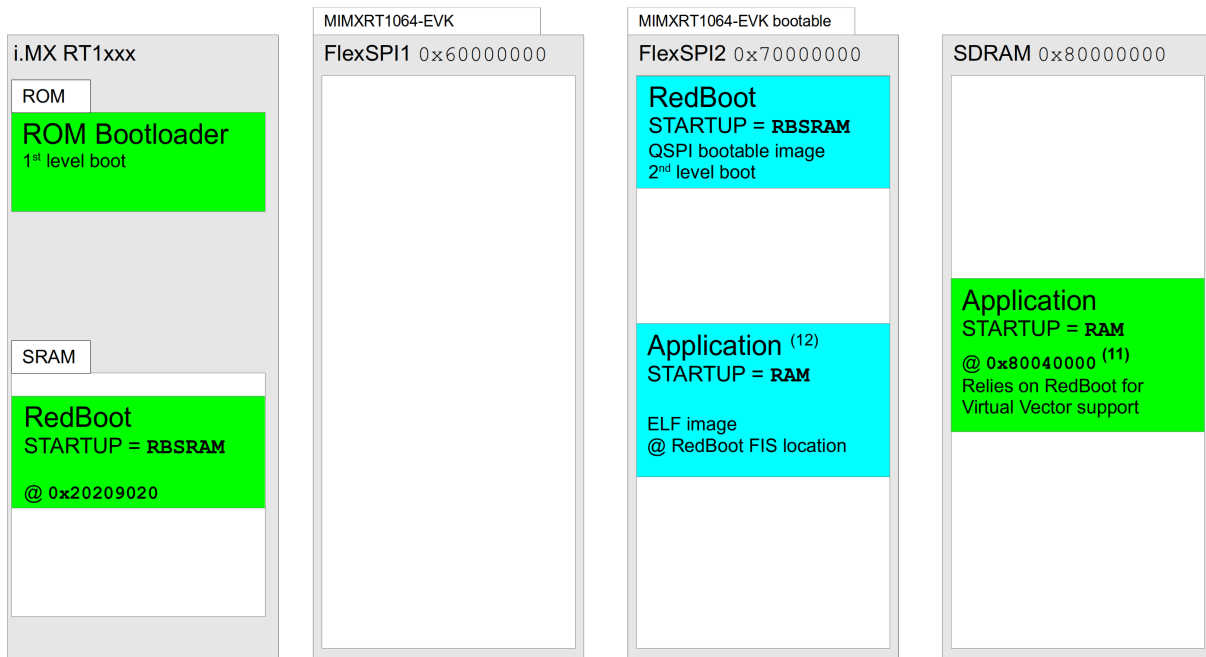 i.MX RT1xxx
ROM
ROM Bootloader
1st level boot
SRAM
RedBoot
STARTUP = RBSRAM
@ 0x20209020
MIMXRT1064-EVK
FlexSPI1 0x60000000
MIMXRT1064-EVK bootable
FlexSPI2 0x70000000
RedBoot
STARTUP = RBSRAM
QSPI bootable image
2nd level boot
Application (12)
STARTUP = RAM
ELF image
@ RedBoot FIS location
SDRAM 0x80000000
Application
STARTUP = RAM
@ 0x80040000 (11)
Relies on RedBoot for
Virtual Vector support